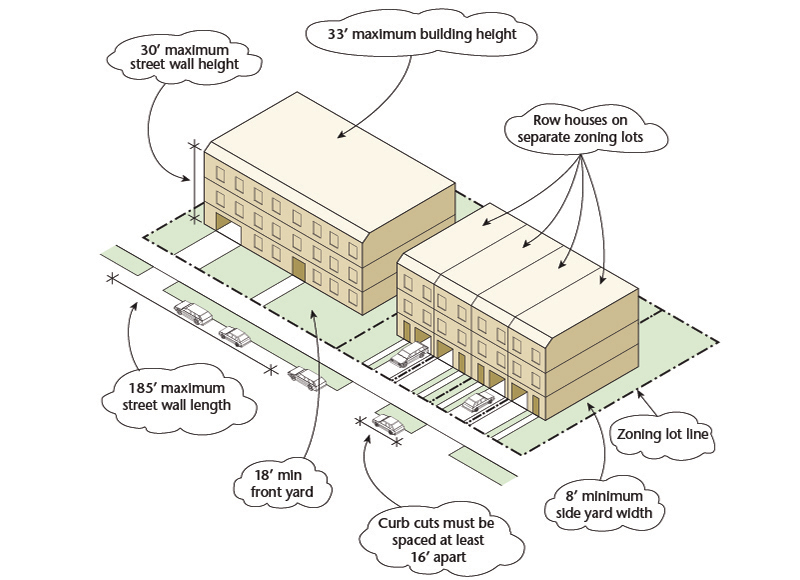 33′ maximum building height
30′ maximum
street wall height
Row houses on
separate zoning lots
185′ maximum
street wall length
Zoning lot line
18′ min
front yard
8′ minimum
side yard width
Curb cuts must be
spaced at least
16′ apart